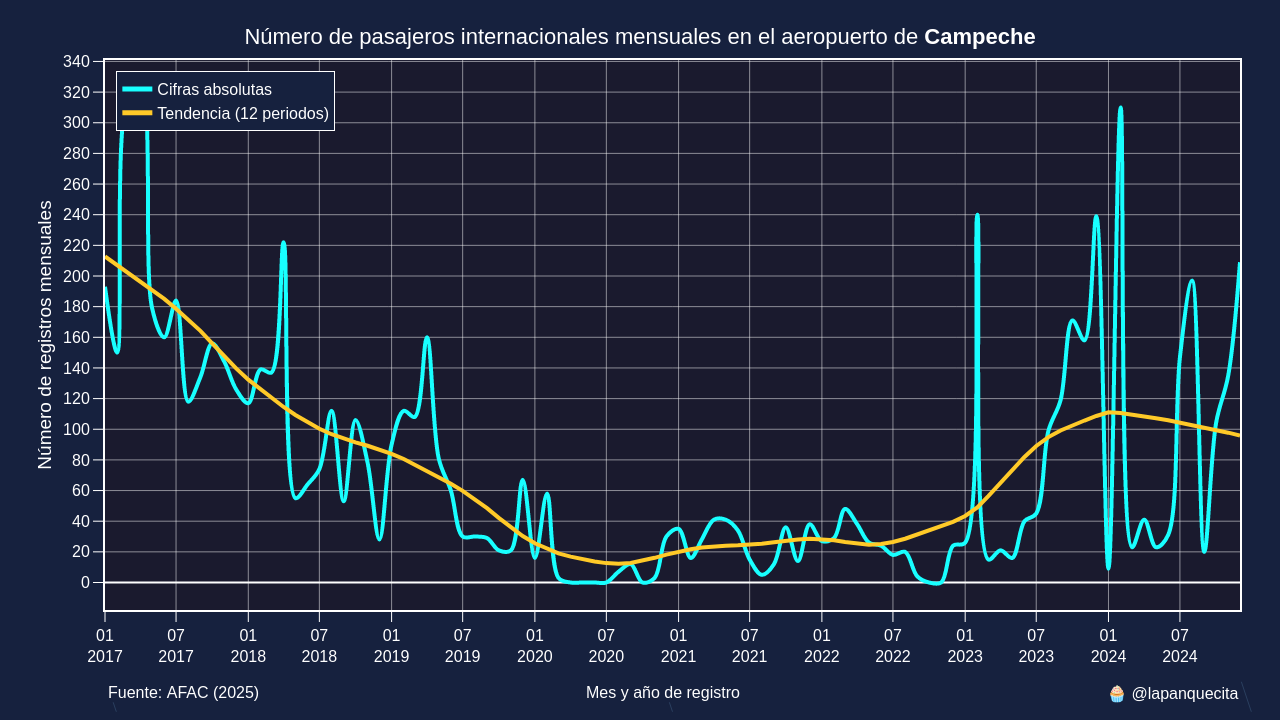 Número de pasajeros internacionales mensuales en el aeropuerto de Campeche
Cifras absolutas
Tendencia (12 periodos)
Número de registros mensuales
340
320
300
280
260
240
220
200
180
160
140
120
100
80
60
40
20
0
01 07 01 07 01 07 01 07 01 07 01 07 01 07 01 07
2017 2017 2018 2018 2019 2019 2020 2020 2021 2021 2022 2022 2023 2023 2024 2024
Fuente: AFAC (2025)
Mes y año de registro
🧁 @lapanquecita